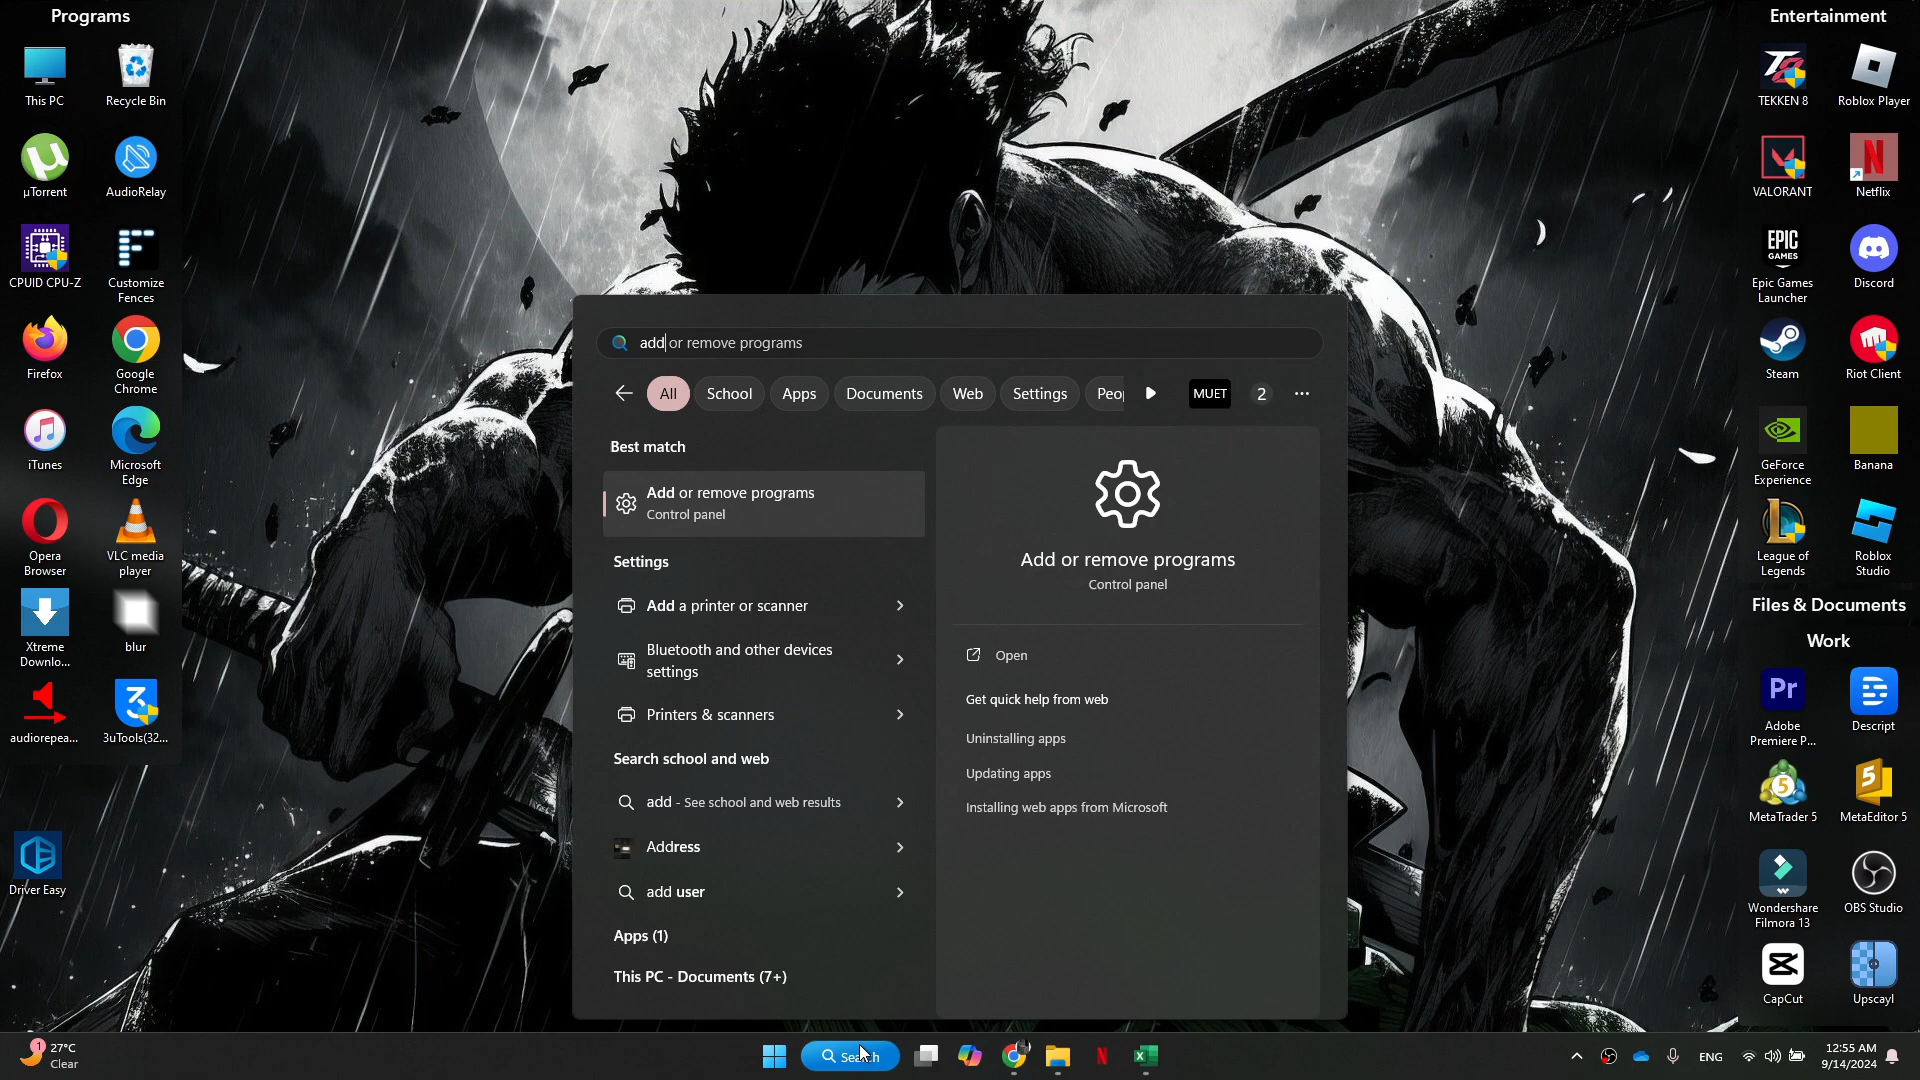 Programs
This PC
Recycle Bin
µTorrent
AudioRelay
CPUID CPU-Z
Customize
Fences
Firefox
Google
Chrome
iTunes
Microsoft
Edge
Opera
Browser
VLC media
player
Xtreme
Downlo...
blur
audiorepea...
3uTools(32...
Driver Easy
add or remove programs
All
School
Apps
Documents
Web
Settings
Peo
MUET
2
Best match
Add or remove programs
Control panel
Settings
Add a printer or scanner
Bluetooth and other devices
settings
Printers & scanners
Search school and web
add - See school and web results
Address
add user
Apps (1)
This PC - Documents (7+)
Add or remove programs
Control panel
Open
Get quick help from web
Uninstalling apps
Updating apps
Installing web apps from Microsoft
Entertainment
TEKKEN 8
Roblox Player
VALORANT
Netflix
EPIC
GAMES
Epic Games
Launcher
Discord
Steam
Riot Client
GeForce
Experience
Banana
League of
Legends
Roblox
Studio
Files & Documents
Work
Pr
Adobe
Premiere P...
Descript
MetaTrader 5
MetaEditor 5
Wondershare
Filmora 13
OBS Studio
CapCut
Upscayl
1
27°C
Clear
Search
ENG
12:55 AM
9/14/2024